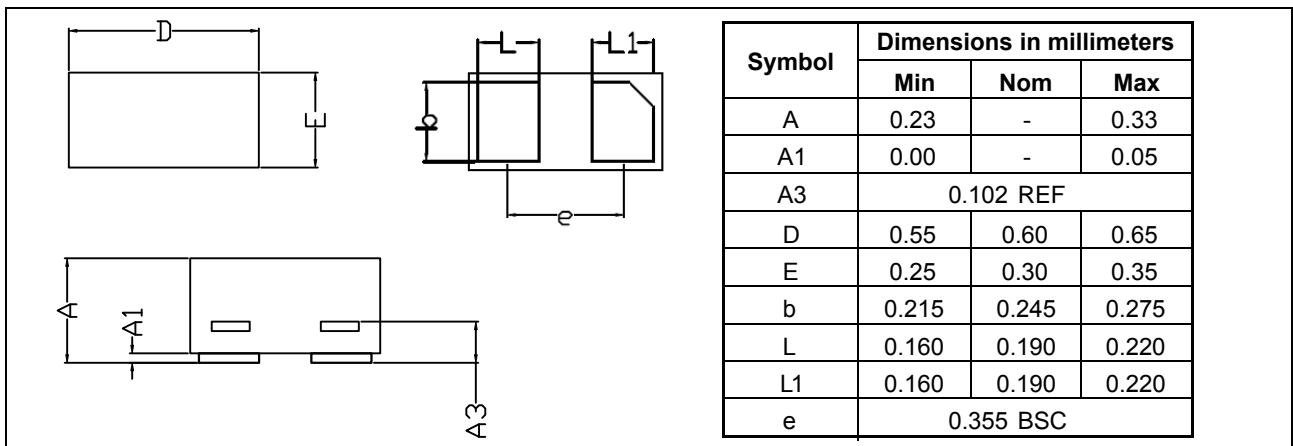 D
E
L L1
b
e
A
A1
A3
Symbol Dimensions in millimeters
Min Nom Max
A 0.23 - 0.33
A1 0.00 - 0.05
A3 0.102 REF
D 0.55 0.60 0.65
E 0.25 0.30 0.35
b 0.215 0.245 0.275
L 0.160 0.190 0.220
L1 0.160 0.190 0.220
e 0.355 BSC